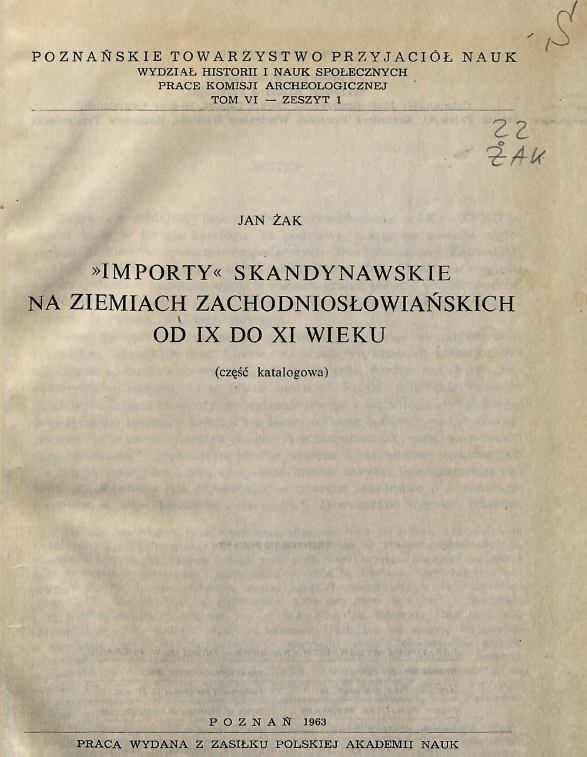 POZNAŃSKIE TOWARZYSTWO PRZYJACIÓŁ NAUK
WYDZIAŁ HISTORII I NAUK SPOŁECZNYCH
PRACE KOMISJI ARCHEOLOGICZNEJ
TOM VI — ZESZYT 1
22
ŻAK
JAN ŻAK
»IMPORTY« SKANDYNAWSKIE
NA ZIEMIACH ZACHODNIOSŁOWIAŃSKICH
OD IX DO XI WIEKU
(część katalogowa)
POZNAŃ 1963
PRACA WYDANA Z ZASIŁKU POLSKIEJ AKADEMII NAUK